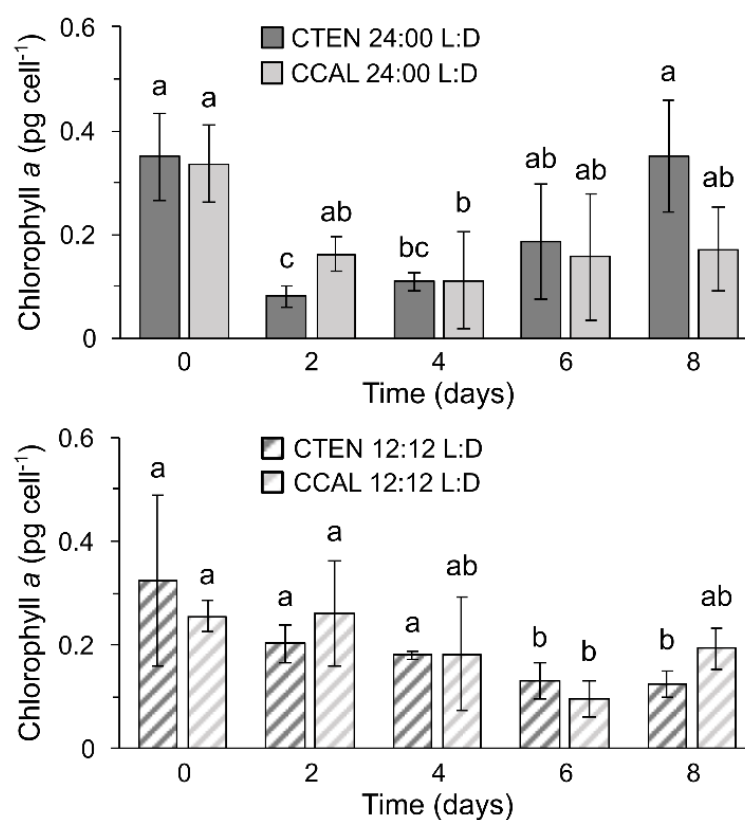 0.6
CTEN 24:00 L:D
CCAL 24:00 L:D
a a a
0.4
ab ab ab ab
b
0.2
c bc
0
Chlorophyll a (pg cell⁻¹)
0 2 4 6 8
Time (days)
0.6
CTEN 12:12 L:D
CCAL 12:12 L:D
a
a ab
0.4
a ab
a a b b b
0.2
0
Chlorophyll a (pg cell⁻¹)
0 2 4 6 8
Time (days)